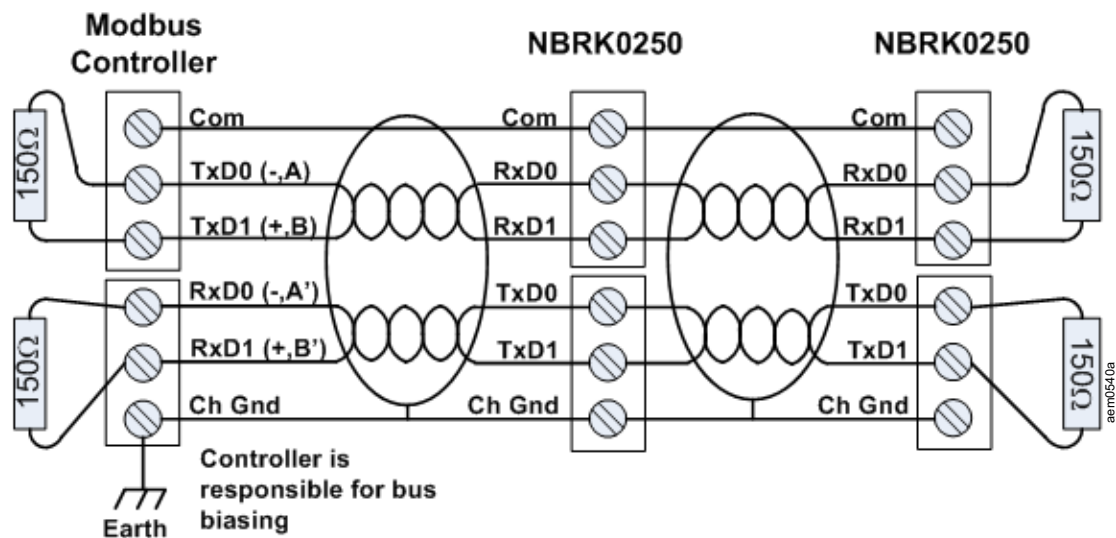 Modbus
Controller
NBRK0250
NBRK0250
150Ω
Com
Com
Com
150Ω
TxD0 (-,A)
RxD0
RxD0
TxD1 (+,B)
RxD1
RxD1
150Ω
RxD0 (-,A’)
TxD0
TxD0
150Ω
RxD1 (+,B’)
TxD1
TxD1
Ch Gnd
Ch Gnd
Ch Gnd
aem0540a
Controller is
responsible for bus
biasing
Earth